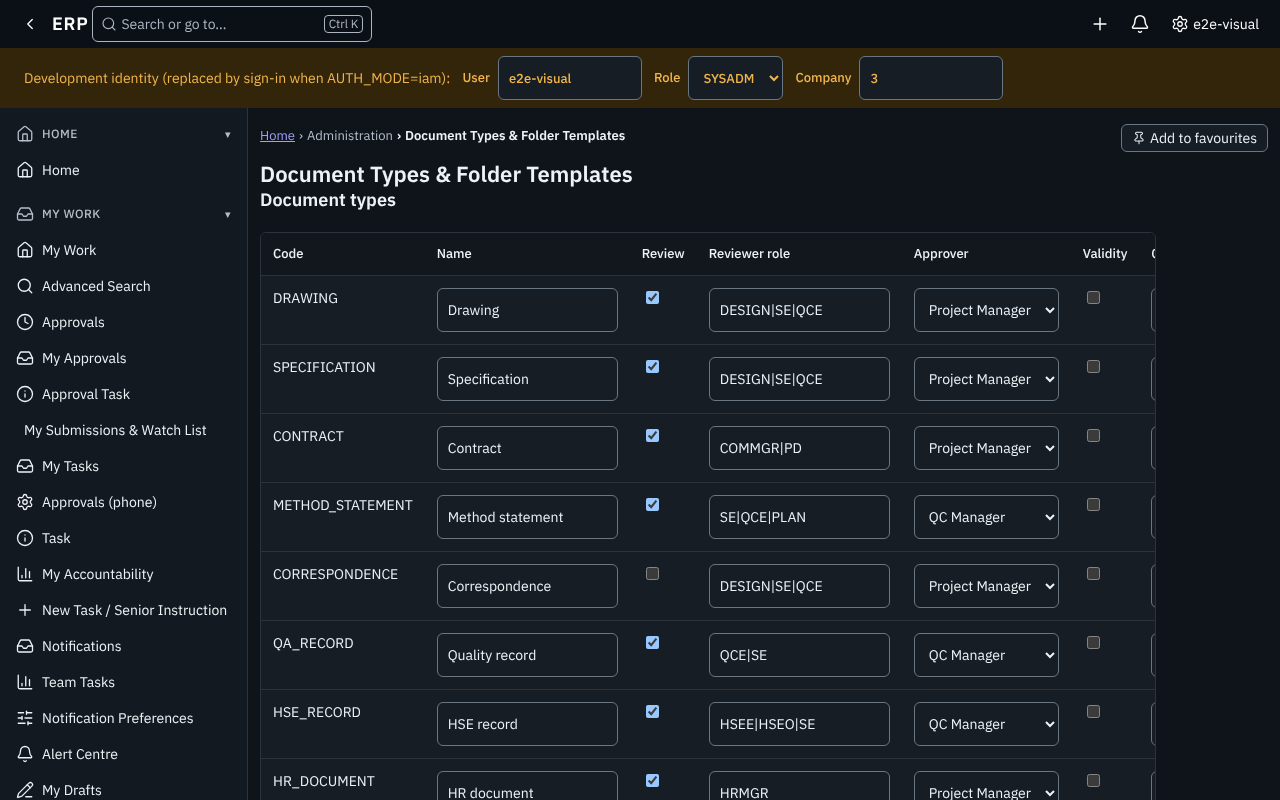 ERP Search or go to... Ctrl K e2e-visual
Development identity (replaced by sign-in when AUTH_MODE=iam): User e2e-visual Role SYSADM Company 3
HOME ▾
Home
MY WORK ▾
My Work
Advanced Search
Approvals
My Approvals
Approval Task
My Submissions & Watch List
My Tasks
Approvals (phone)
Task
My Accountability
New Task / Senior Instruction
Notifications
Team Tasks
Notification Preferences
Alert Centre
My Drafts
Home › Administration › Document Types & Folder Templates
Add to favourites
Document Types & Folder Templates
Document types
Code Name Review Reviewer role Approver Validity
DRAWING Drawing DESIGN|SE|QCE Project Manager
SPECIFICATION Specification DESIGN|SE|QCE Project Manager
CONTRACT Contract COMMGR|PD Project Manager
METHOD_STATEMENT Method statement SE|QCE|PLAN QC Manager
CORRESPONDENCE Correspondence DESIGN|SE|QCE Project Manager
QA_RECORD Quality record QCE|SE QC Manager
HSE_RECORD HSE record HSEE|HSEO|SE QC Manager
HR_DOCUMENT HR document HRMGR Project Manager